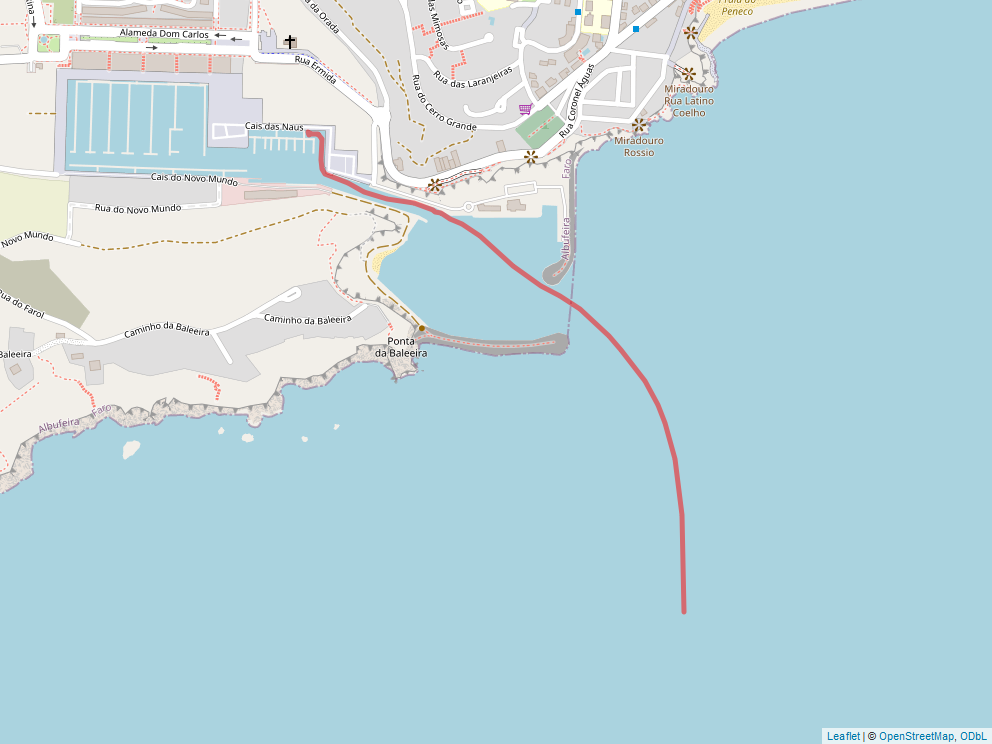 Praia do
Peneco
Rua da Orada
das Mimosas
Alameda Dom Carlos
Rua Ermida
Rua das Laranjeiras
Rua do Cerro Grande
Rua Coronel Águas
Miradouro
Rua Latino
Coelho
Miradouro
Rossio
Cais das Naus
Cais do Novo Mundo
Rua do Novo Mundo
Novo Mundo
Faro
Albufeira
Rua do Farol
Caminho da Baleeira
Caminho da Baleeira
Baleeira
Ponta
da Baleeira
Albufeira
Faro
Leaflet | © OpenStreetMap, ODbL